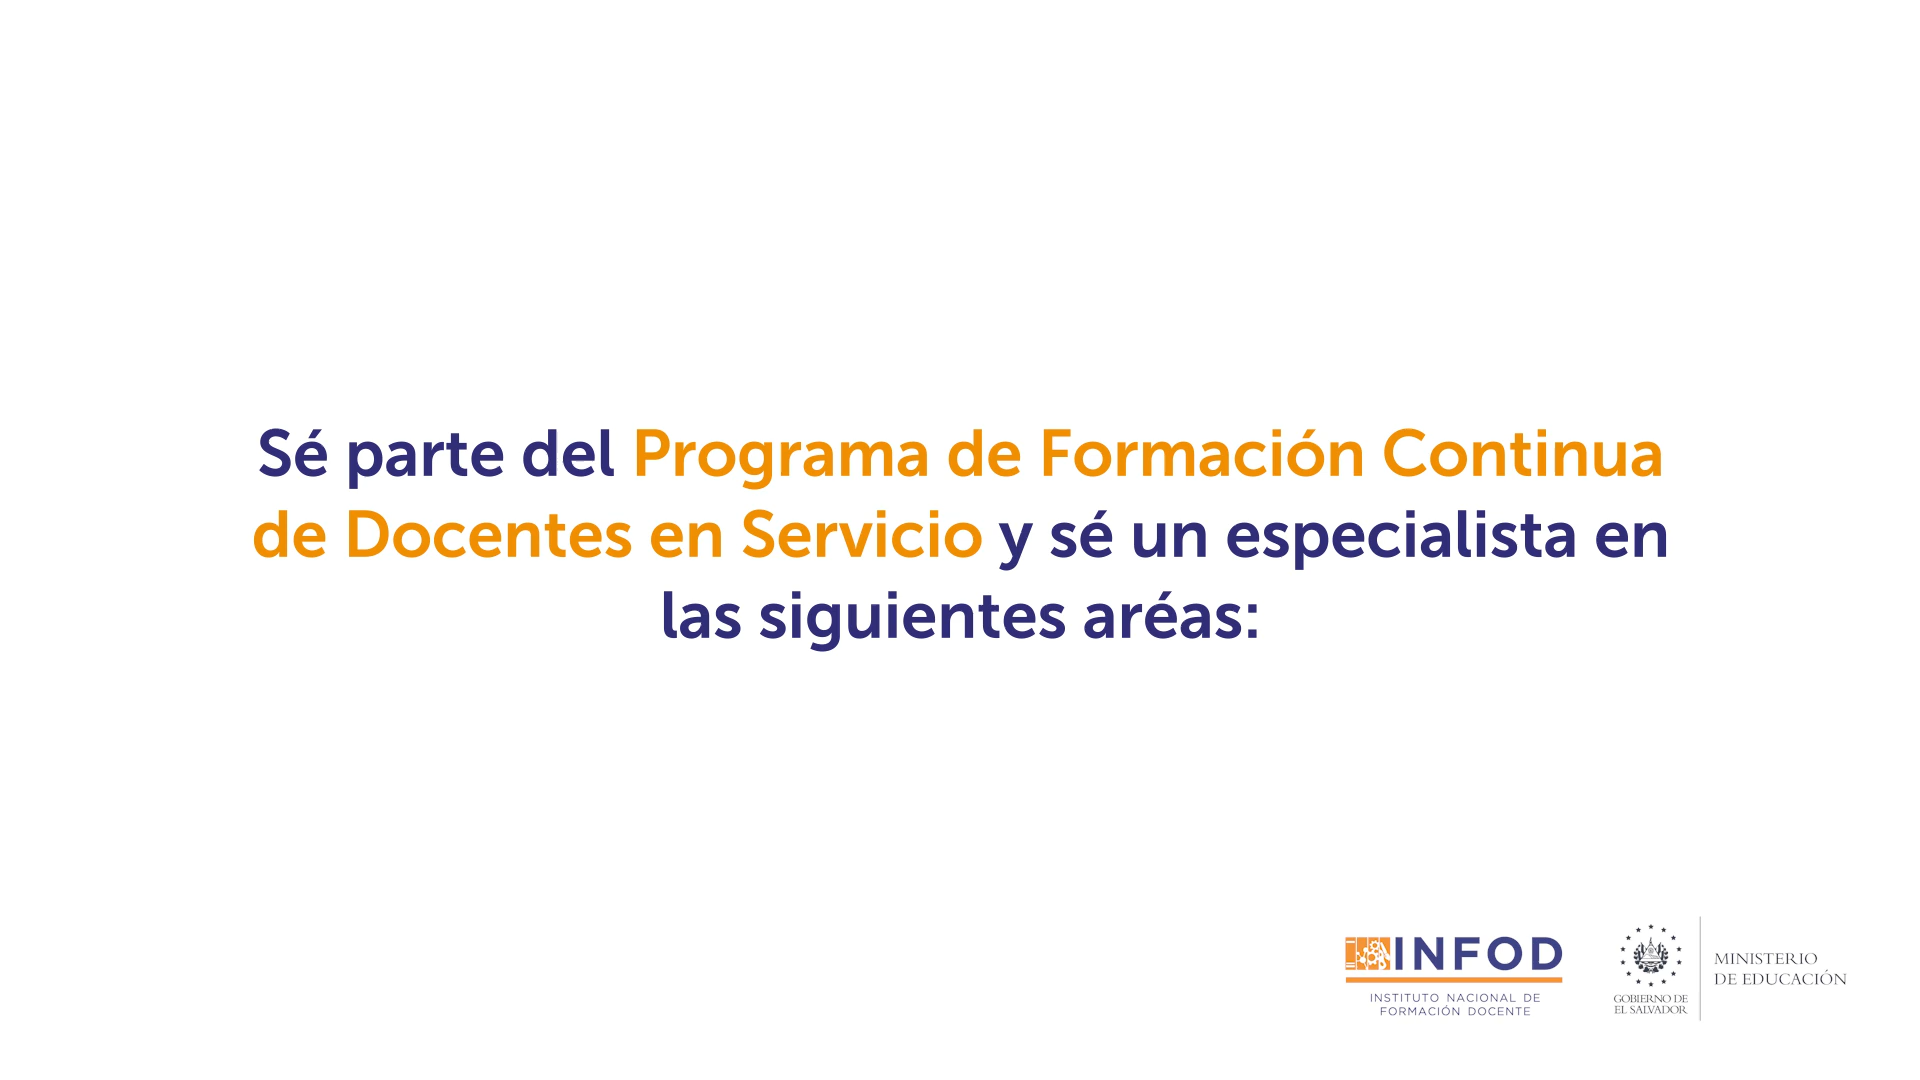 Sé parte del Programa de Formación Continua
de Docentes en Servicio y sé un especialista en
las siguientes aréas:
INFOD
INSTITUTO NACIONAL DE
FORMACIÓN DOCENTE
GOBIERNO DE
EL SALVADOR
MINISTERIO
DE EDUCACIÓN